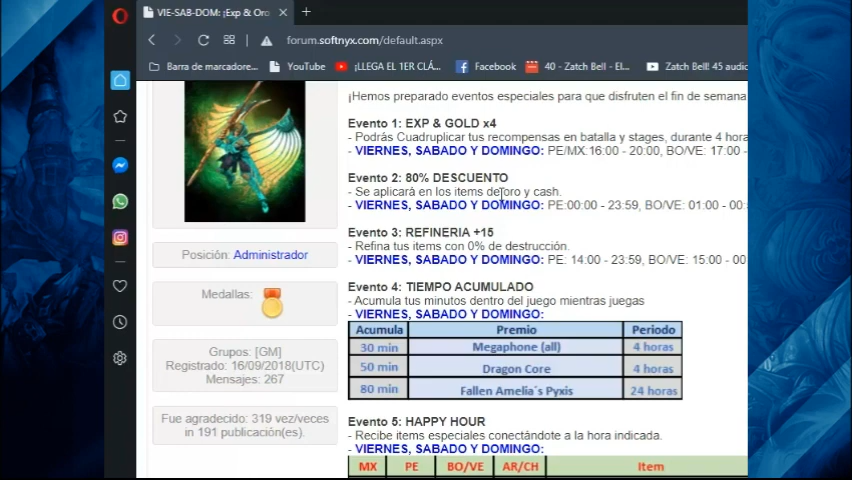 VIE-SAB-DOM: ¡Exp & Oro
forum.softnyx.com/default.aspx
Barra de marcadore...
YouTube
¡LLEGA EL 1ER CLÁ...
Facebook
40 - Zatch Bell - El...
Zatch Bell! 45 audio
¡Hemos preparado eventos especiales para que disfruten el fin de semana
Evento 1: EXP & GOLD x4
- Podrás Cuadruplicar tus recompensas en batalla y stages, durante 4 hora
- VIERNES, SABADO Y DOMINGO: PE/MX:16:00 - 20:00, BO/VE: 17:00 -
Evento 2: 80% DESCUENTO
- Se aplicará en los items de oro y cash.
- VIERNES, SABADO Y DOMINGO: PE:00:00 - 23:59, BO/VE: 01:00 - 00:
Evento 3: REFINERIA +15
- Refina tus items con 0% de destrucción.
- VIERNES, SABADO Y DOMINGO: PE: 14:00 - 23:59, BO/VE: 15:00 - 00
Evento 4: TIEMPO ACUMULADO
- Acumula tus minutos dentro del juego mientras juegas
- VIERNES, SABADO Y DOMINGO:
Acumula Premio Periodo
30 min Megaphone (all) 4 horas
50 min Dragon Core 4 horas
80 min Fallen Amelia´s Pyxis 24 horas
Evento 5: HAPPY HOUR
- Recibe items especiales conectándote a la hora indicada.
- VIERNES, SABADO Y DOMINGO:
MX PE BO/VE AR/CH Item
Posición: Administrador
Medallas:
Grupos: [GM]
Registrado: 16/09/2018(UTC)
Mensajes: 267
Fue agradecido: 319 vez/veces
in 191 publicación(es).